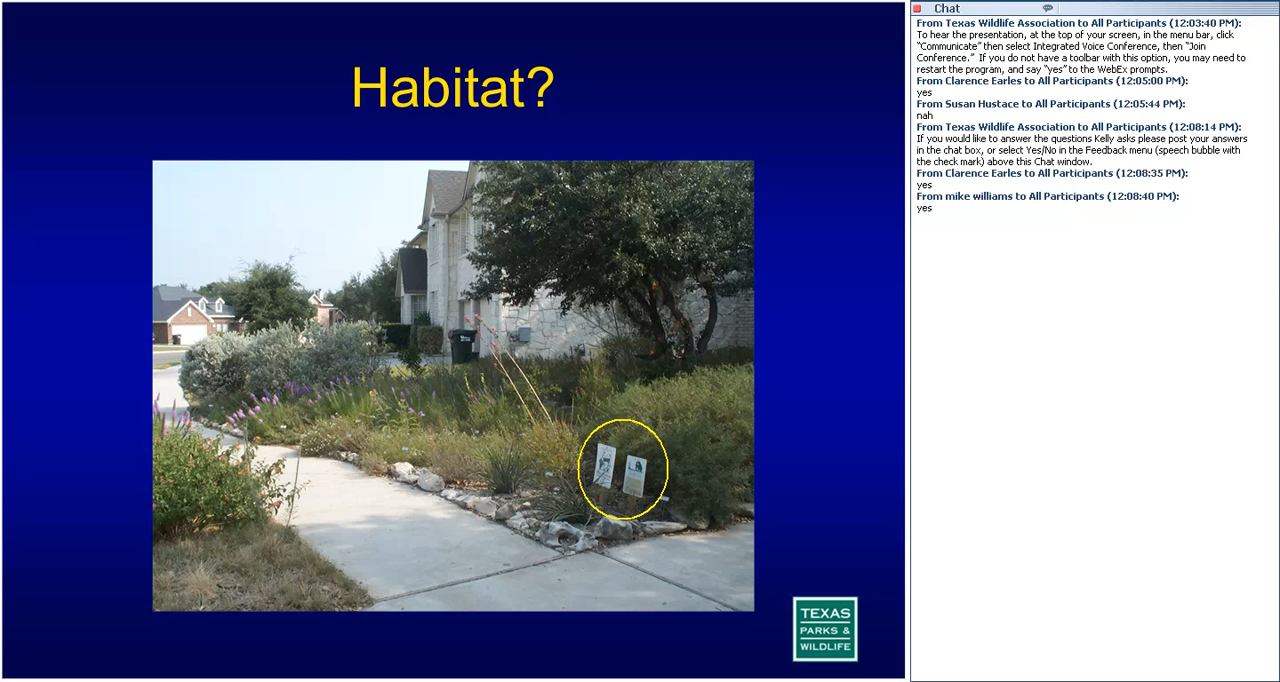 Habitat?
TEXAS
PARKS &
WILDLIFE
Chat
From Texas Wildlife Association to All Participants (12:03:40 PM):
To hear the presentation, at the top of your screen, in the menu bar, click
“Communicate” then select Integrated Voice Conference, then “Join
Conference.” If you do not have a toolbar with this option, you may need to
restart the program, and say “yes” to the WebEx prompts.
From Clarence Earles to All Participants (12:05:00 PM):
yes
From Susan Hustace to All Participants (12:05:44 PM):
nah
From Texas Wildlife Association to All Participants (12:08:14 PM):
If you would like to answer the questions Kelly asks please post your answers
in the chat box, or select Yes/No in the Feedback menu (speech bubble with
the check mark) above this Chat window.
From Clarence Earles to All Participants (12:08:35 PM):
yes
From mike williams to All Participants (12:08:40 PM):
yes